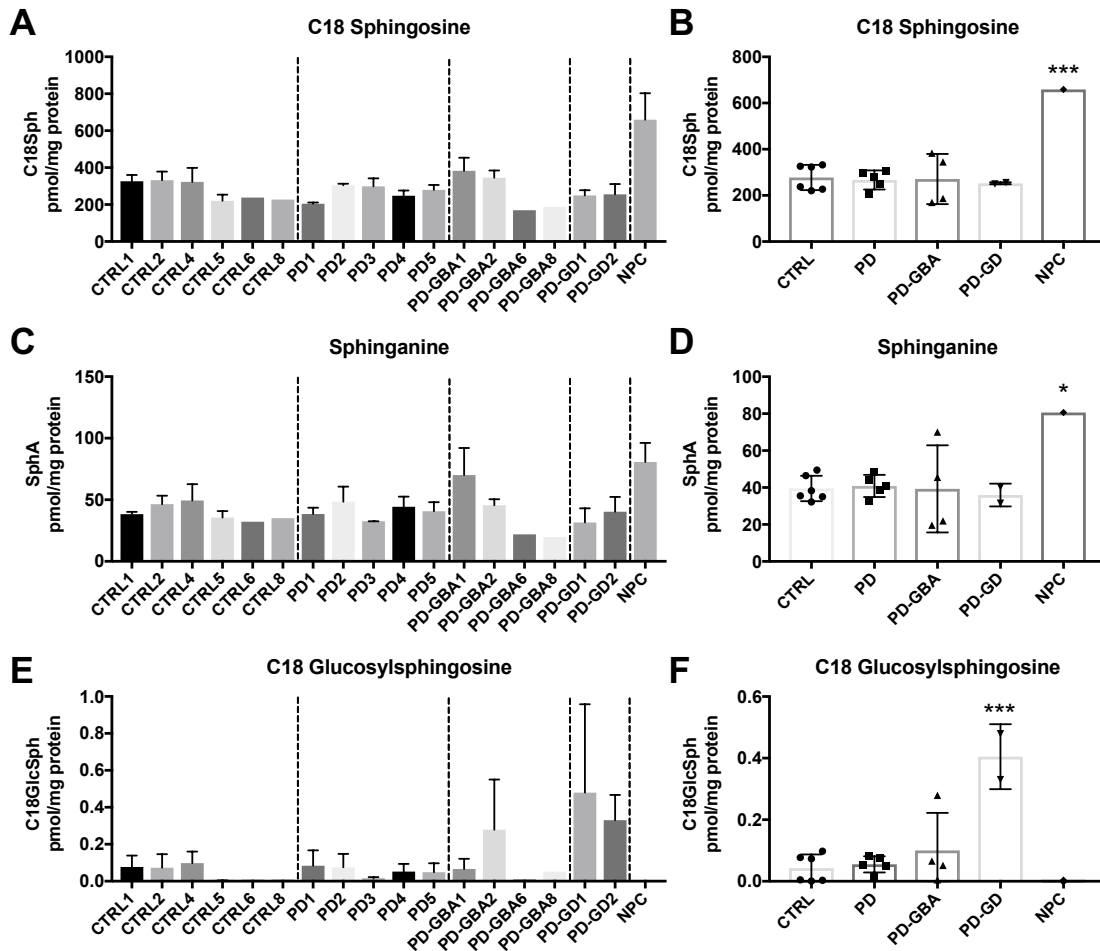 A
C18 Sphingosine
C18Sph
pmol/mg protein
1000
800
600
400
200
0
CTRL1
CTRL2
CTRL4
CTRL5
CTRL6
CTRL8
PD1
PD2
PD3
PD4
PD5
PD-GBA1
PD-GBA2
PD-GBA6
PD-GBA8
PD-GD1
PD-GD2
NPC
B
C18 Sphingosine
C18Sph
pmol/mg protein
800
600
400
200
0
***
CTRL
PD
PD-GBA
PD-GD
NPC
C
Sphinganine
SphA
pmol/mg protein
150
100
50
0
CTRL1
CTRL2
CTRL4
CTRL5
CTRL6
CTRL8
PD1
PD2
PD3
PD4
PD5
PD-GBA1
PD-GBA2
PD-GBA6
PD-GBA8
PD-GD1
PD-GD2
NPC
D
Sphinganine
SphA
pmol/mg protein
100
80
60
40
20
0
*
CTRL
PD
PD-GBA
PD-GD
NPC
E
C18 Glucosylsphingosine
C18GlcSph
pmol/mg protein
1.0
0.8
0.6
0.4
0.2
0.0
CTRL1
CTRL2
CTRL4
CTRL5
CTRL6
CTRL8
PD1
PD2
PD3
PD4
PD5
PD-GBA1
PD-GBA2
PD-GBA6
PD-GBA8
PD-GD1
PD-GD2
NPC
F
C18 Glucosylsphingosine
C18GlcSph
pmol/mg protein
0.6
0.4
0.2
0.0
***
CTRL
PD
PD-GBA
PD-GD
NPC